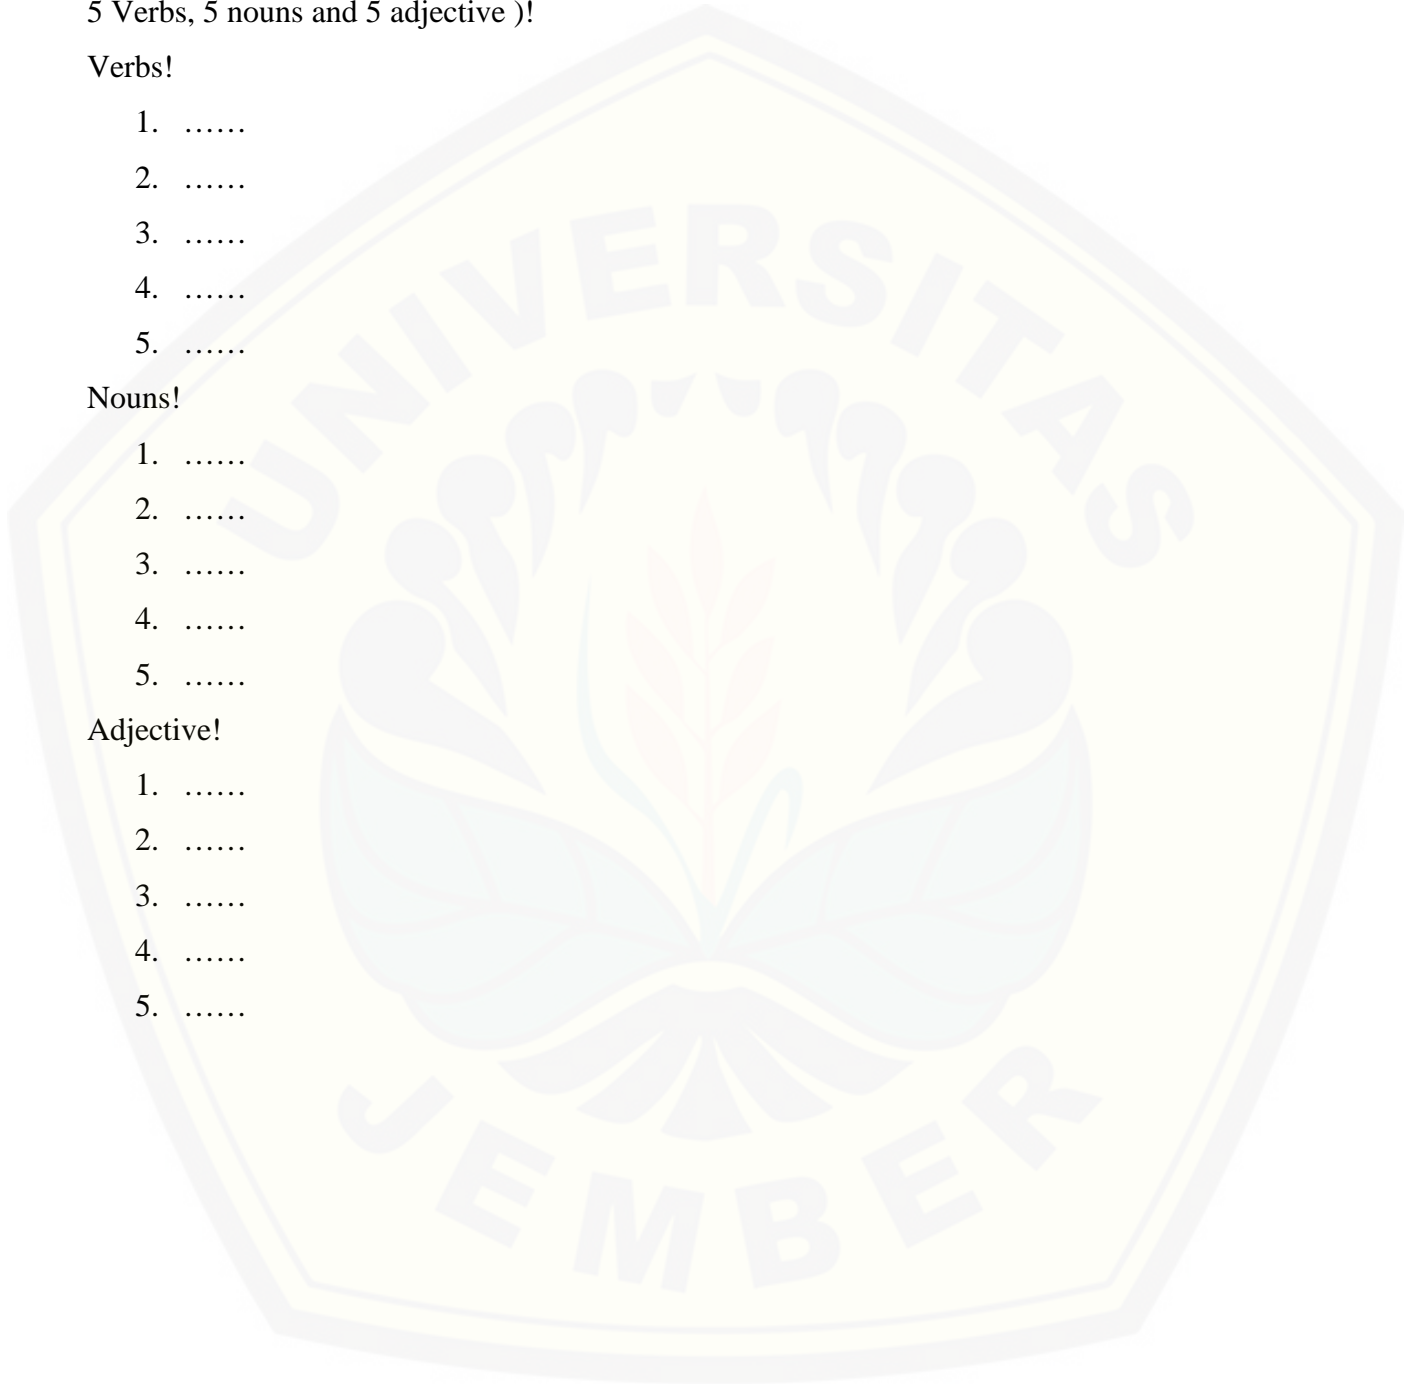 5 Verbs, 5 nouns and 5 adjective )!
Verbs!
1. ……
2. ……
3. ……
4. ……
5. ……
Nouns!
1. ……
2. ……
3. ……
4. ……
5. ……
Adjective!
1. ……
2. ……
3. ……
4. ……
5. ……
UNIVERSITAS
JEMBER